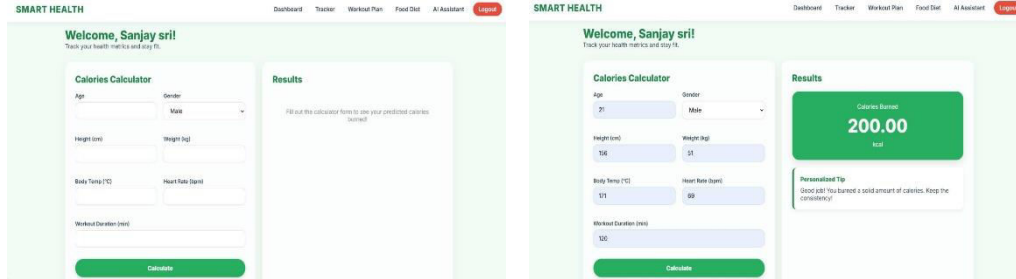 SMART HEALTH
Dashboard Tracker Workout Plan Food Diet AI Assistant Logout
Welcome, Sanjay sri!
Track your health metrics and stay fit.
Calories Calculator
Age Gender
Male
Height (cm) Weight (kg)
Body Temp (°C) Heart Rate (bpm)
Workout Duration (min)
Calculate
Results
Fill out the calculator form to see your predicted calories
burned!
SMART HEALTH
Dashboard Tracker Workout Plan Food Diet AI Assistant Logout
Welcome, Sanjay sri!
Track your health metrics and stay fit.
Calories Calculator
Age Gender
21 Male
Height (cm) Weight (kg)
156 51
Body Temp (°C) Heart Rate (bpm)
171
Workout Duration (min)
120
Calculate
Results
Calories Burned
200.00
kcal
Personalized Tip
Good job! You burned a solid amount of calories. Keep the
consistency!